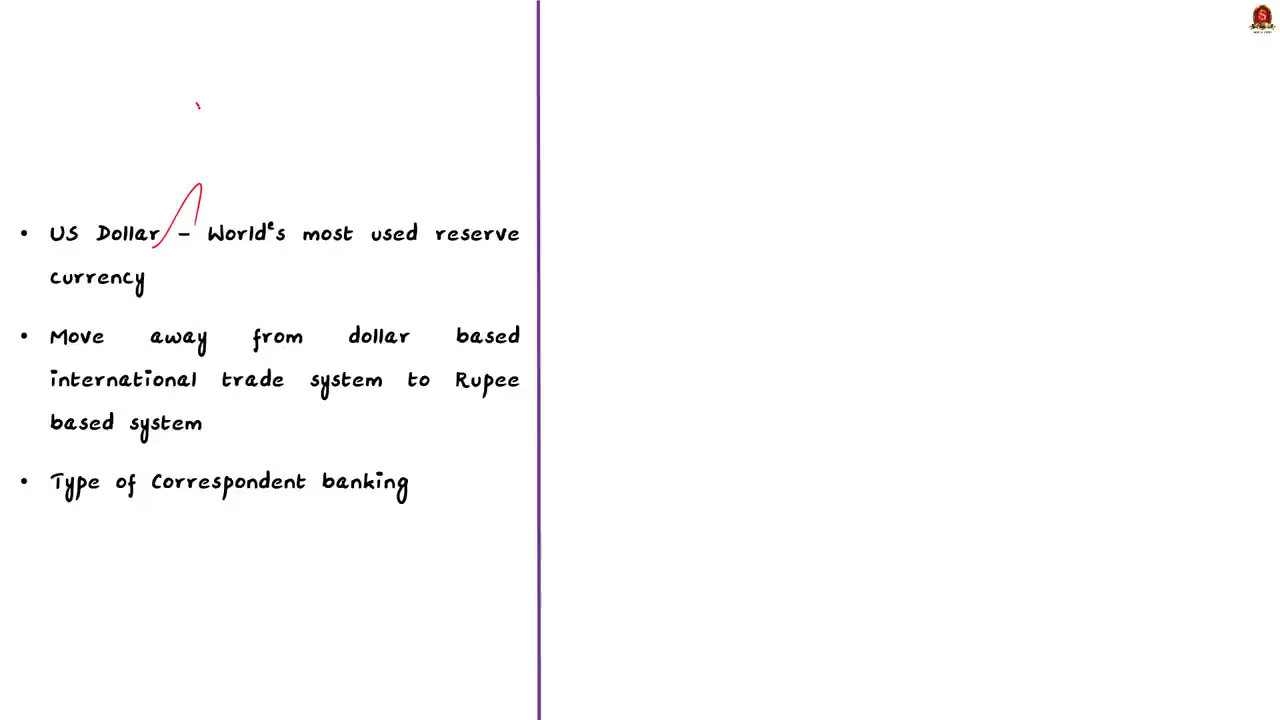 • US Dollar – Worldᵉs most used reserve
currency
• Move away from dollar based
international trade system to Rupee
based system
• Type of Correspondent banking